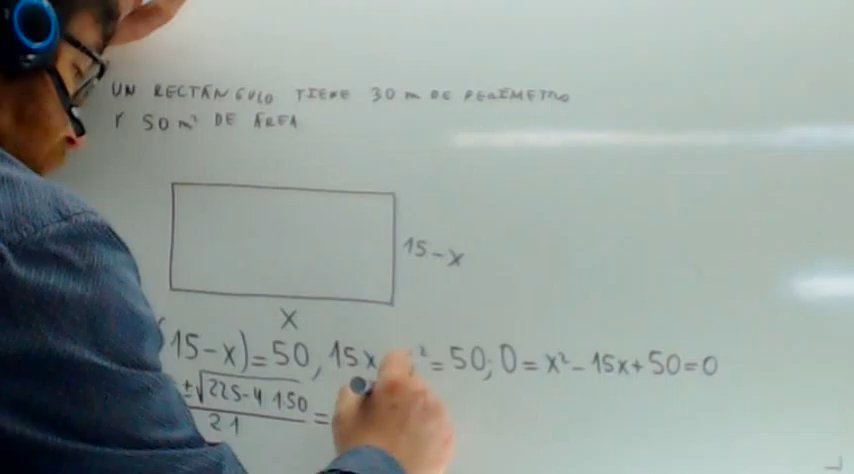 UN RECTÁNGULO TIENE 30 m DE PERÍMETRO
Y 50 m² DE ÁREA
15-x
x
(15-x)=50, 15x ²=50; 0=x²-15x+50=0
±√225-4·1·50 =
2·1